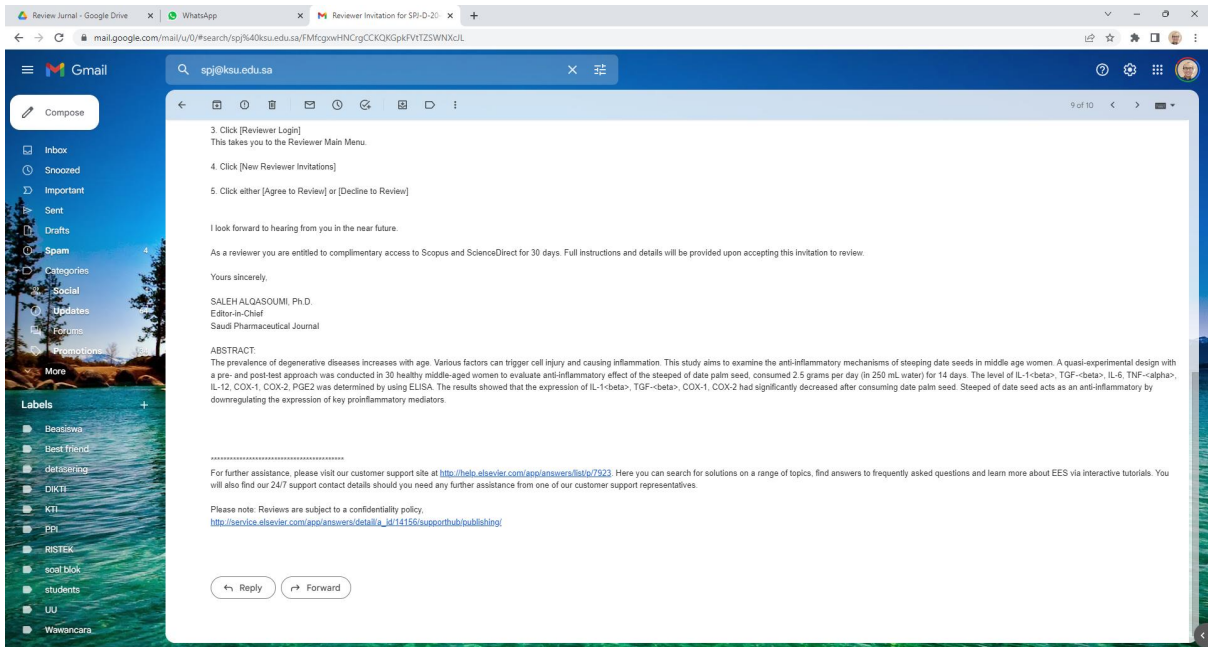 Review Jurnal - Google Drive
WhatsApp
Reviewer Invitation for SPJ-D-20-
mail.google.com/mail/u/0/#search/spj%40ksu.edu.sa/FMfcgxwHNCrgCCKQKGpkFVtTZSWNXcJL
Gmail
spj@ksu.edu.sa
Compose
9 of 10
Inbox
Snoozed
Important
Sent
Drafts
Spam 4
Categories
Social
Updates
Forums
Promotions
More
Labels
Beasiswa
Best friend
detasering
DIKTI
KTI
PPI
RISTEK
soal blok
students
UU
Wawancara
3. Click [Reviewer Login]
This takes you to the Reviewer Main Menu.
4. Click [New Reviewer Invitations]
5. Click either [Agree to Review] or [Decline to Review]
I look forward to hearing from you in the near future.
As a reviewer you are entitled to complimentary access to Scopus and ScienceDirect for 30 days. Full instructions and details will be provided upon accepting this invitation to review.
Yours sincerely,
SALEH ALQASOUMI, Ph.D.
Editor-in-Chief
Saudi Pharmaceutical Journal
ABSTRACT:
The prevalence of degenerative diseases increases with age. Various factors can trigger cell injury and causing inflammation. This study aims to examine the anti-inflammatory mechanisms of steeping date seeds in middle age women. A quasi-experimental design with
a pre- and post-test approach was conducted in 30 healthy middle-aged women to evaluate anti-inflammatory effect of the steeped of date palm seed, consumed 2.5 grams per day (in 250 mL water) for 14 days. The level of IL-1<beta>, TGF-<beta>, IL-6, TNF-<alpha>,
IL-12, COX-1, COX-2, PGE2 was determined by using ELISA. The results showed that the expression of IL-1<beta>, TGF-<beta>, COX-1, COX-2 had significantly decreased after consuming date palm seed. Steeped of date seed acts as an anti-inflammatory by
downregulating the expression of key proinflammatory mediators.
******************************************
For further assistance, please visit our customer support site at http://help.elsevier.com/app/answers/list/p/7923. Here you can search for solutions on a range of topics, find answers to frequently asked questions and learn more about EES via interactive tutorials. You
will also find our 24/7 support contact details should you need any further assistance from one of our customer support representatives.
Please note: Reviews are subject to a confidentiality policy,
http://service.elsevier.com/app/answers/detail/a_id/14156/supporthub/publishing/
Reply
Forward